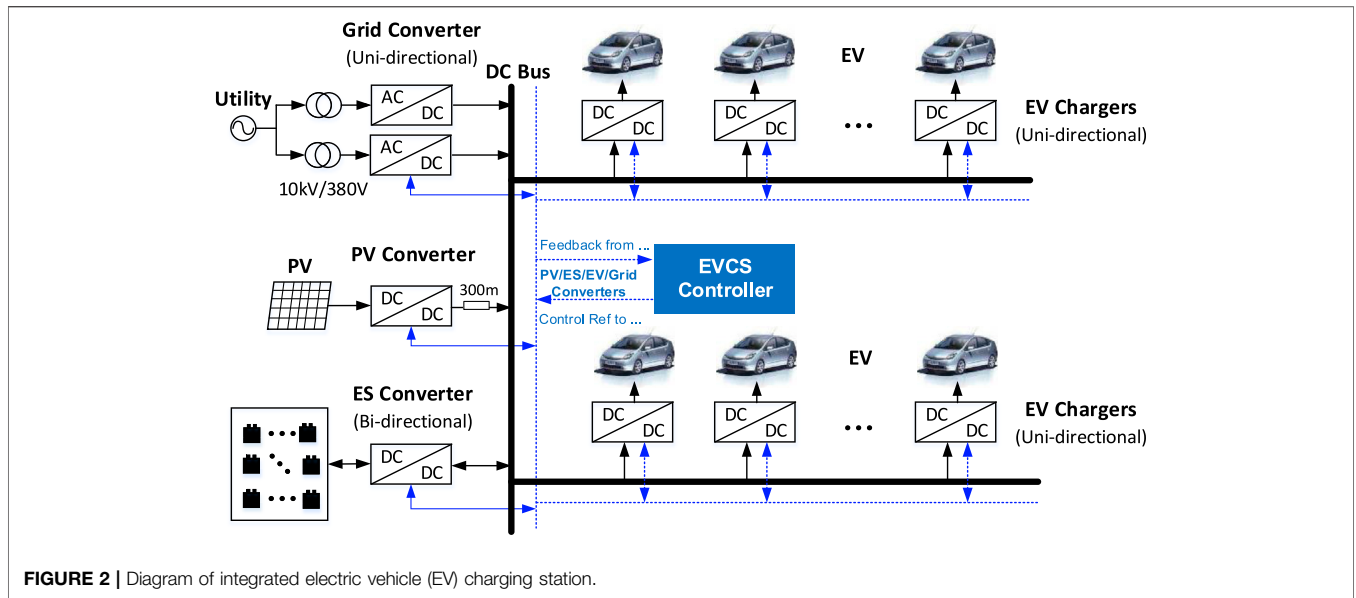 Grid Converter
(Uni-directional)
DC Bus
Utility
AC
DC
AC
DC
10kV/380V
EV
DC
DC
DC
DC
...
DC
DC
EV Chargers
(Uni-directional)
PV Converter
PV
DC
DC
300m
Feedback from ...
PV/ES/EV/Grid
Converters
Control Ref to ...
EVCS
Controller
ES Converter
(Bi-directional)
DC
DC
EV
DC
DC
DC
DC
...
DC
DC
EV Chargers
(Uni-directional)
FIGURE 2 | Diagram of integrated electric vehicle (EV) charging station.